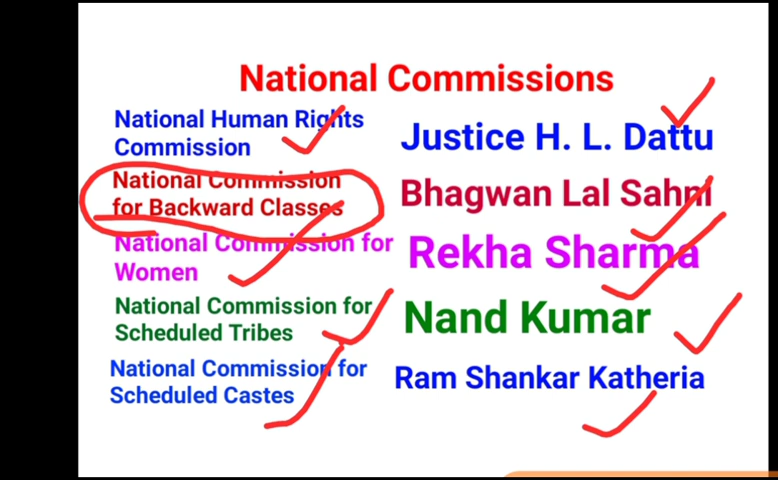 National Commissions
National Human Rights
Commission
Justice H. L. Dattu
National Commission
for Backward Classes
Bhagwan Lal Sahni
National Commission for
Women
Rekha Sharma
National Commission for
Scheduled Tribes
Nand Kumar
National Commission for
Scheduled Castes
Ram Shankar Katheria